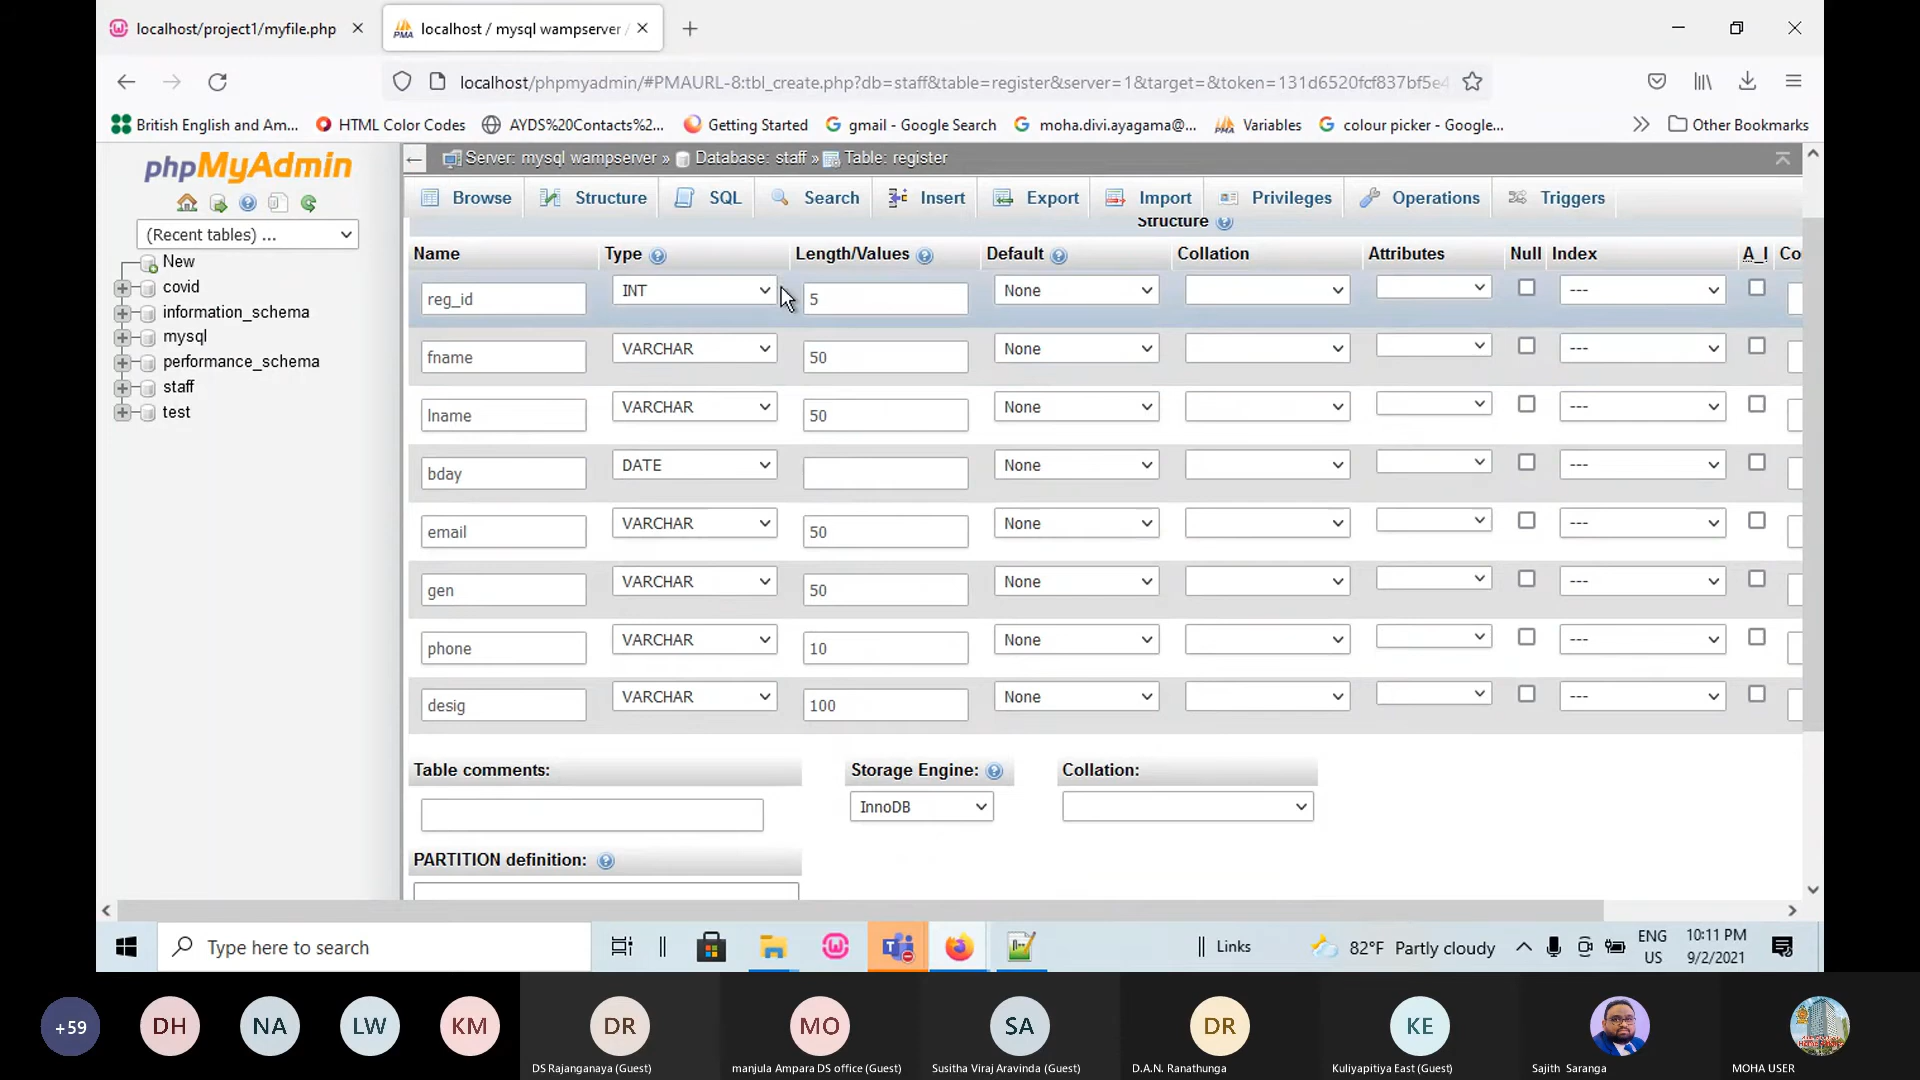 localhost/project1/myfile.php
localhost / mysql wampserver /
localhost/phpmyadmin/#PMAURL-8:tbl_create.php?db=staff&table=register&server=1&target=&token=131d6520fcf837bf5e4
British English and Am...
HTML Color Codes
AYDS%20Contacts%2...
Getting Started
gmail - Google Search
moha.divi.ayagama@...
Variables
colour picker - Google...
Other Bookmarks
phpMyAdmin
Server: mysql wampserver » Database: staff » Table: register
Browse Structure SQL Search Insert Export Import Privileges Operations Triggers
(Recent tables) ...
New
covid
information_schema
mysql
performance_schema
staff
test
Structure
Name Type Length/Values Default Collation Attributes Null Index A_I Co
reg_id INT 5 None ---
fname VARCHAR 50 None ---
lname VARCHAR 50 None ---
bday DATE None ---
email VARCHAR 50 None ---
gen VARCHAR 50 None ---
phone VARCHAR 10 None ---
desig VARCHAR 100 None ---
Table comments: Storage Engine: Collation:
InnoDB
PARTITION definition:
Type here to search
Links
82°F Partly cloudy
ENG
US
10:11 PM
9/2/2021
+59 DH NA LW KM DR MO SA DR KE
DS Rajanganaya (Guest)
manjula Ampara DS office (Guest)
Susitha Viraj Aravinda (Guest)
D.A.N. Ranathunga
Kuliyapitiya East (Guest)
Sajith Saranga
MOHA USER